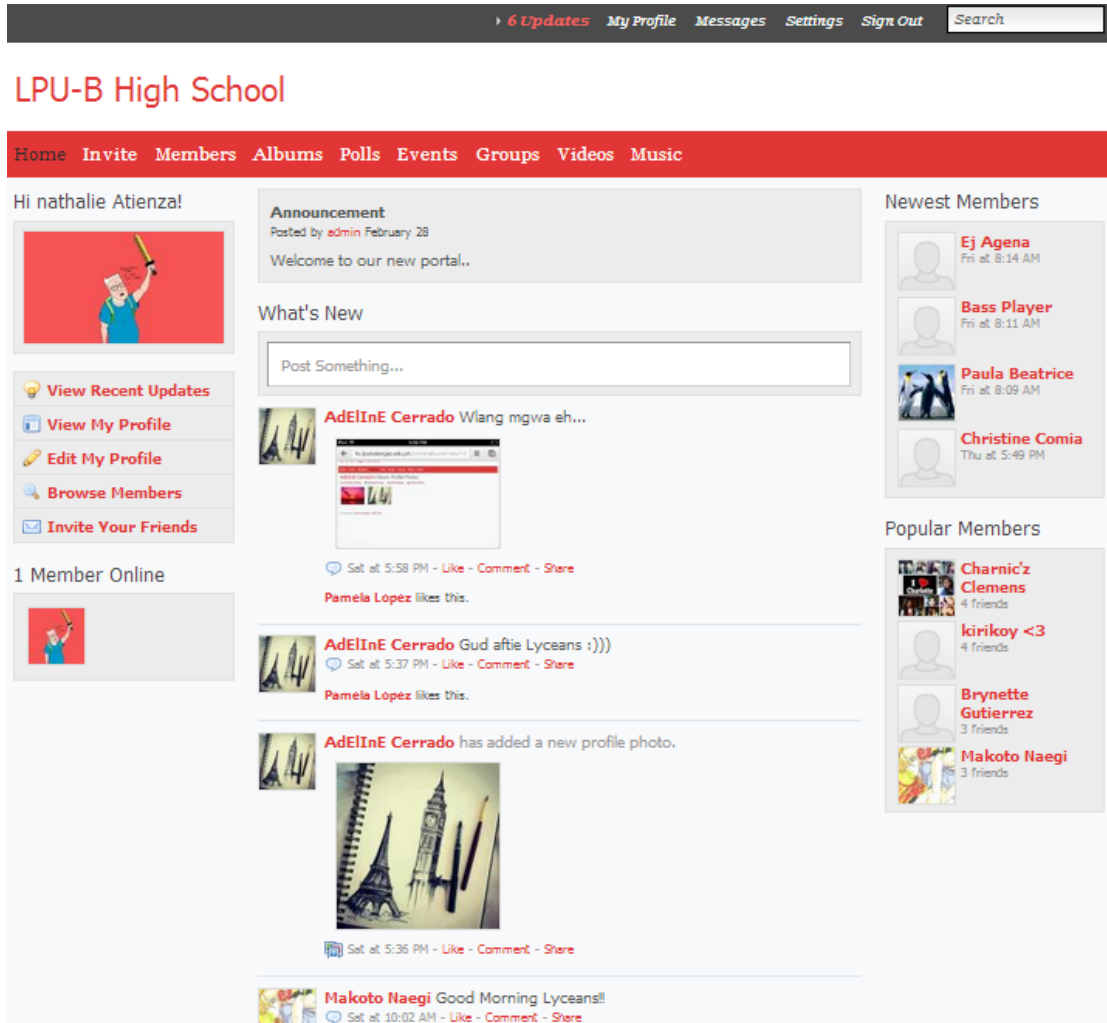 6 Updates My Profile Messages Settings Sign Out Search
LPU-B High School
Home Invite Members Albums Polls Events Groups Videos Music
Hi nathalie Atienza!
View Recent Updates
View My Profile
Edit My Profile
Browse Members
Invite Your Friends
1 Member Online
Announcement
Posted by admin February 28
Welcome to our new portal..
What's New
Post Something...
AdElInE Cerrado Wlang mgwa eh...
Sat at 5:58 PM - Like - Comment - Share
Pamela Lopez likes this.
AdElInE Cerrado Gud aftie Lyceans :)))
Sat at 5:37 PM - Like - Comment - Share
Pamela Lopez likes this.
AdElInE Cerrado has added a new profile photo.
Sat at 5:36 PM - Like - Comment - Share
Makoto Naegi Good Morning Lyceans!!
Sat at 10:02 AM - Like - Comment - Share
Newest Members
Ej Agena
Fri at 8:14 AM
Bass Player
Fri at 8:11 AM
Paula Beatrice
Fri at 8:09 AM
Christine Comia
Thu at 5:49 PM
Popular Members
Charnic'z
Clemens
4 friends
kirikoy <3
4 friends
Brynette
Gutierrez
3 friends
Makoto Naegi
3 friends